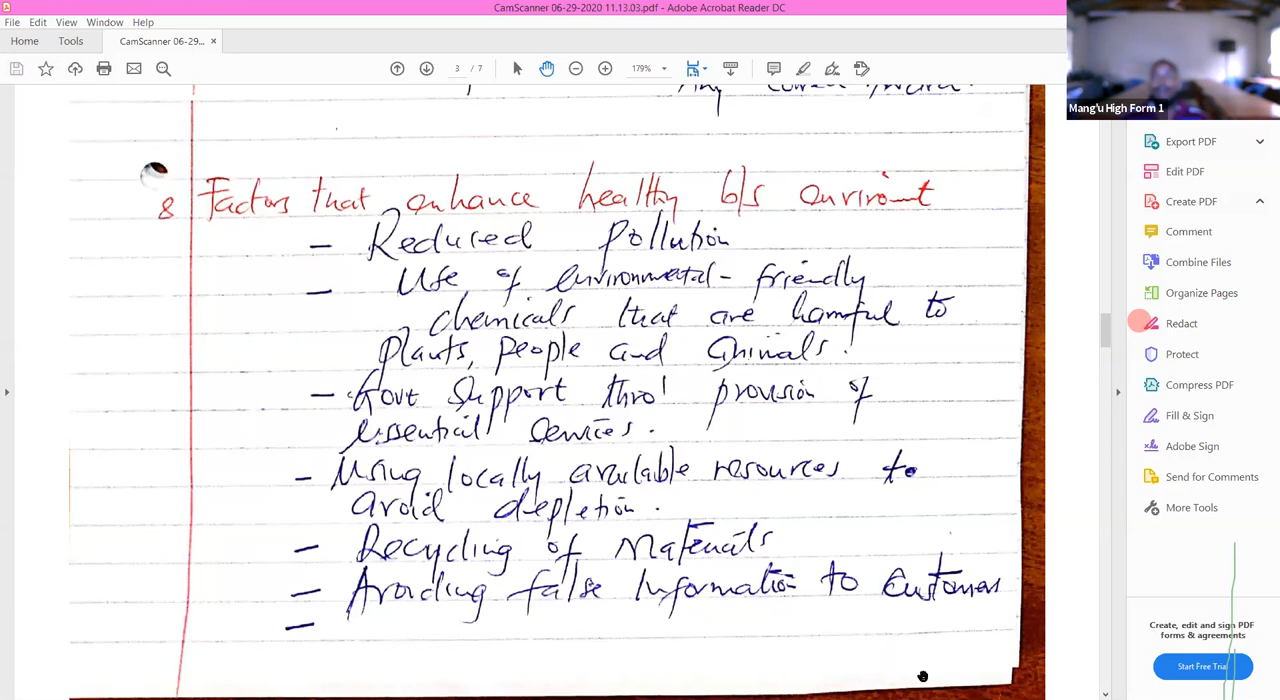 CamScanner 06-29-2020 11.13.03.pdf - Adobe Acrobat Reader DC
File Edit View Window Help
Home Tools CamScanner 06-29... ×
3 / 7 179%
Mang'u High Form 1
8 Factors that enhance healthy b/s enviromt
- Reduced pollution
- Use of environmental-friendly
chemicals that are harmful to
plants, people and animals!
- Govt support thro' provision of
essential services.
- Using locally available resources to
avoid depletion.
- Recycling of Materials
- Avoiding false Information to customers
-
Export PDF
Edit PDF
Create PDF
Comment
Combine Files
Organize Pages
Redact
Protect
Compress PDF
Fill & Sign
Adobe Sign
Send for Comments
More Tools
Create, edit and sign PDF
forms & agreements
Start Free Trial